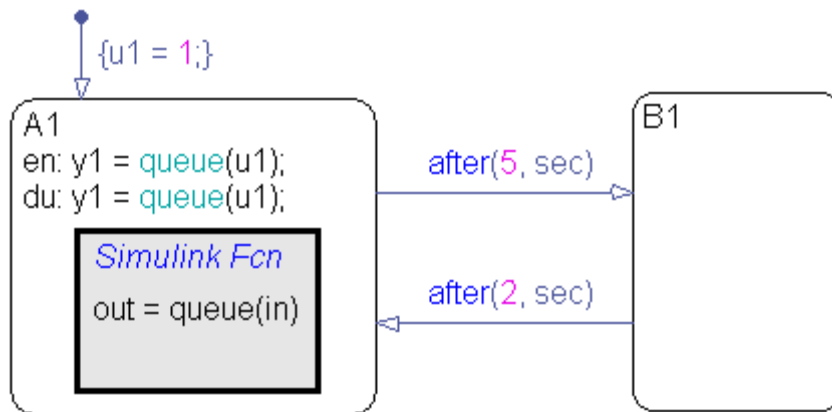 {u1 = 1;}
A1
en: y1 = queue(u1);
du: y1 = queue(u1);
Simulink Fcn
out = queue(in)
after(5, sec)
after(2, sec)
B1